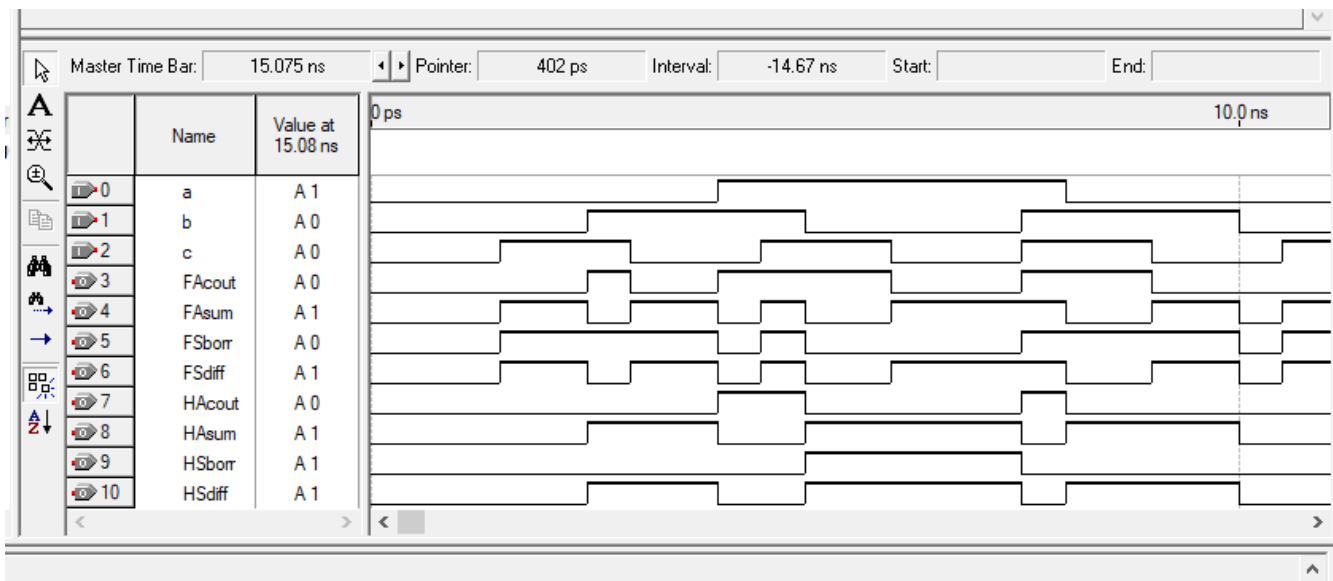 Master Time Bar: 15.075 ns Pointer: 402 ps Interval: -14.67 ns Start: End:
Name Value at 15.08 ns 0 ps 10.0 ns
0 a A 1
1 b A 0
2 c A 0
3 FAcout A 0
4 FAsum A 1
5 FSborr A 0
6 FSdiff A 1
7 HAcout A 0
8 HAsum A 1
9 HSborr A 1
10 HSdiff A 1